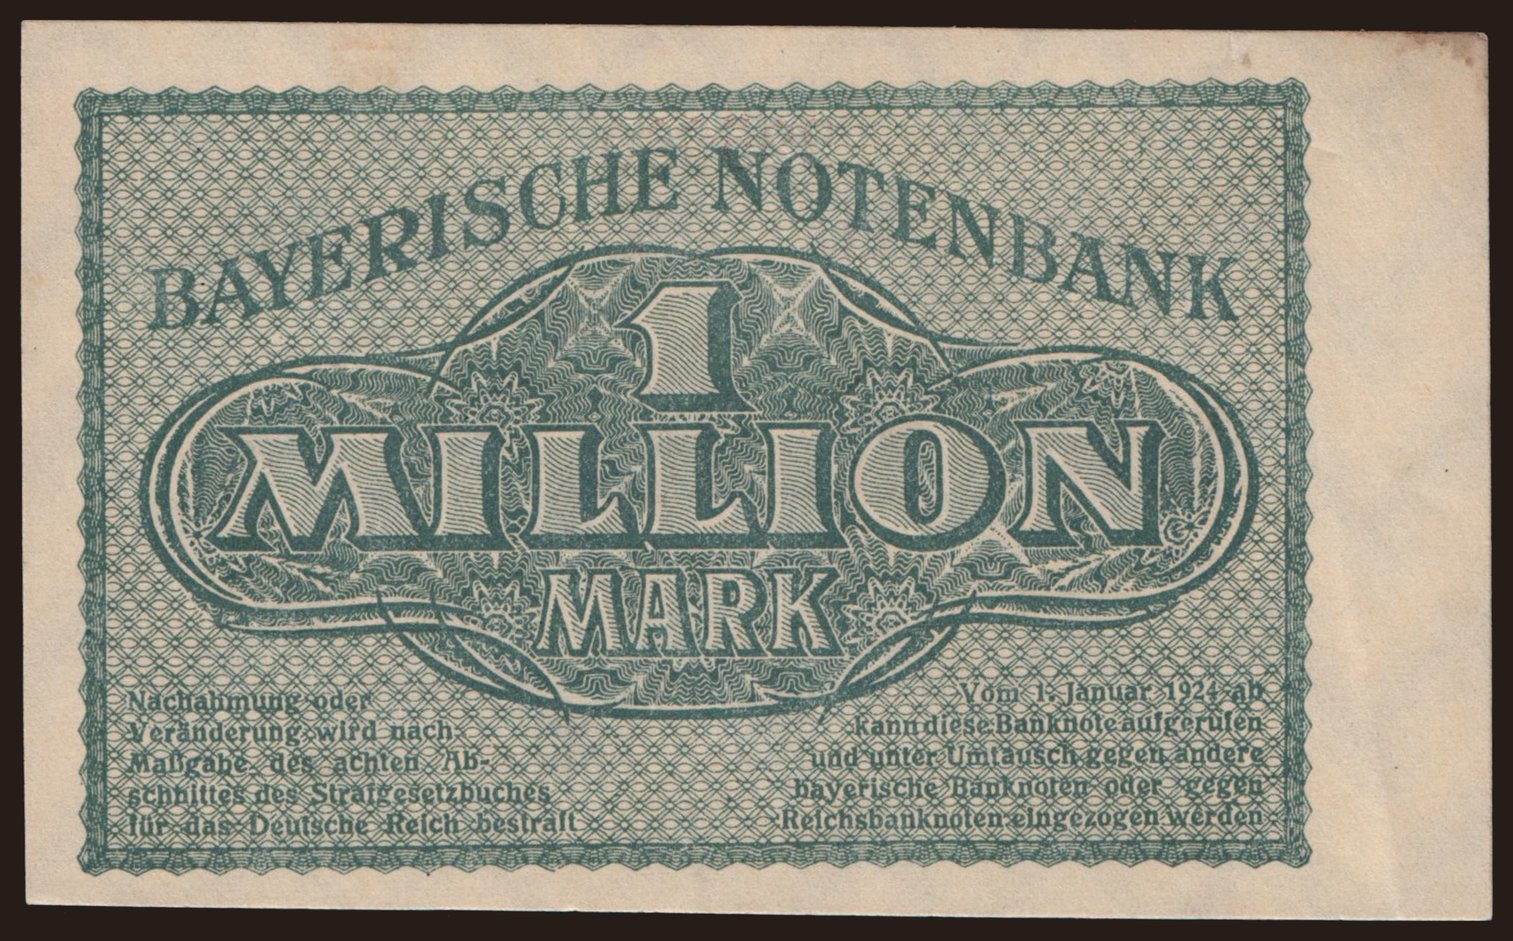 BAYERISCHE NOTENBANK
1
MILLION
MARK
Nachahmung oder
Veränderung wird nach
Maßgabe des achten Ab-
schnittes des Strafgesetzbuches
für das Deutsche Reich bestraft
Vom 1. Januar 1924 ab
kann diese Banknote aufgerufen
und unter Umtausch gegen andere
bayerische Banknoten oder gegen
Reichsbanknoten eingezogen werden